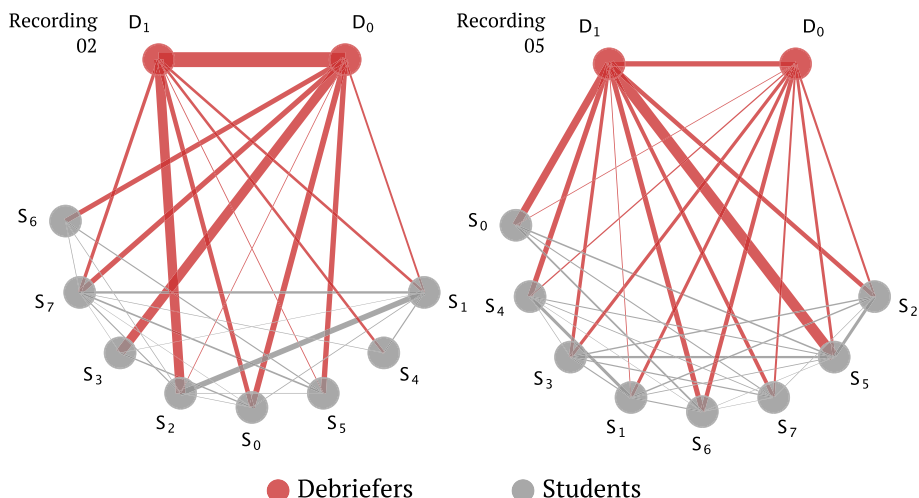 Recording
02
D₁
D₀
S₆
S₇
S₁
S₃
S₄
S₂
S₀
S₅
Recording
05
D₁
D₀
S₀
S₄
S₂
S₃
S₅
S₁
S₆
S₇
Debriefers
Students